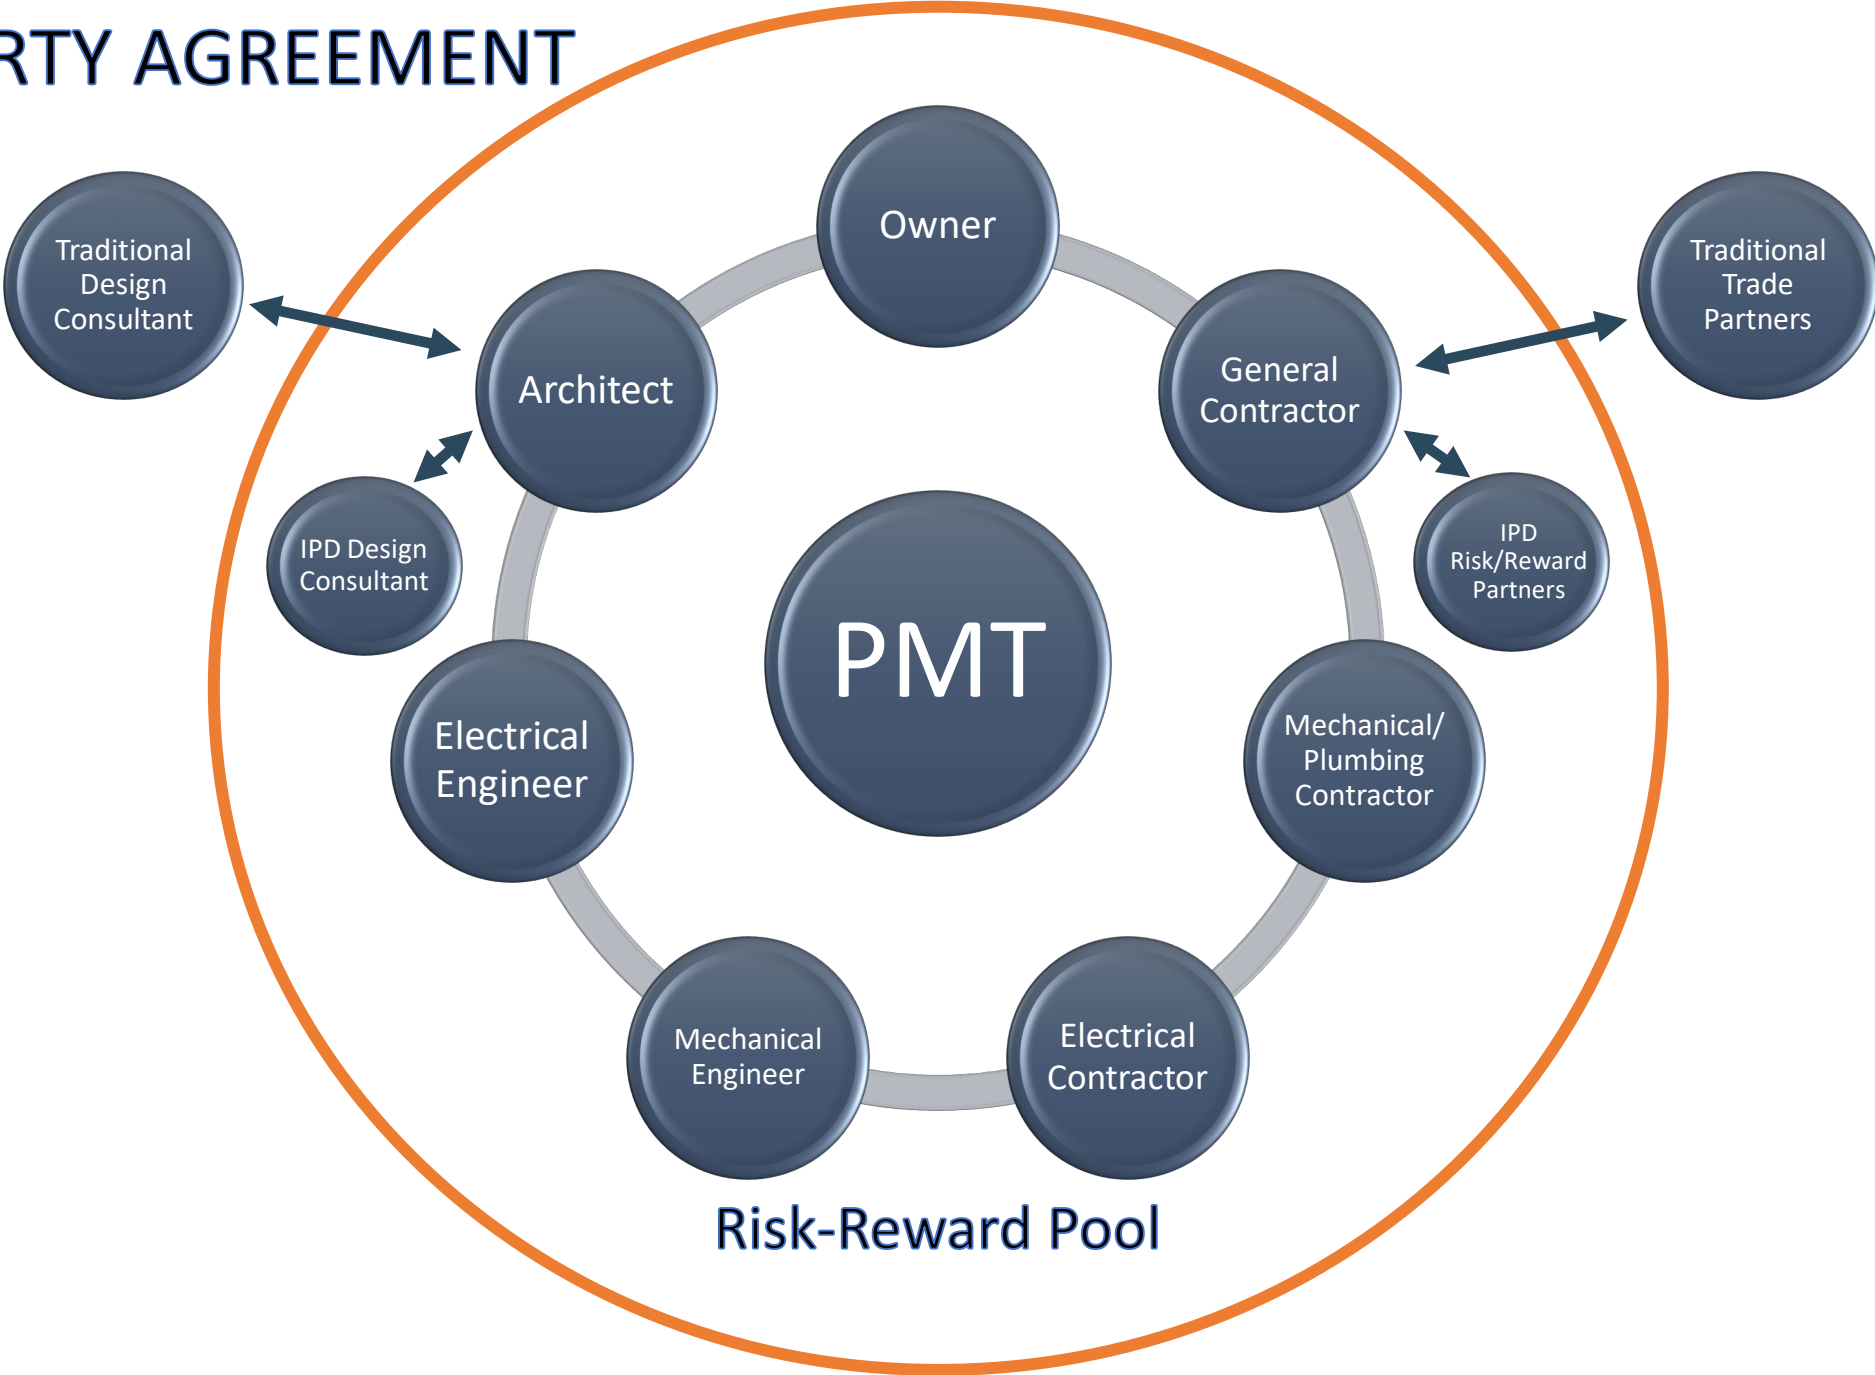 RTY AGREEMENT
Owner
Traditional
Design
Consultant
Traditional
Trade
Partners
Architect
General
Contractor
IPD Design
Consultant
IPD
Risk/Reward
Partners
PMT
Electrical
Engineer
Mechanical/
Plumbing
Contractor
Mechanical
Engineer
Electrical
Contractor
Risk-Reward Pool